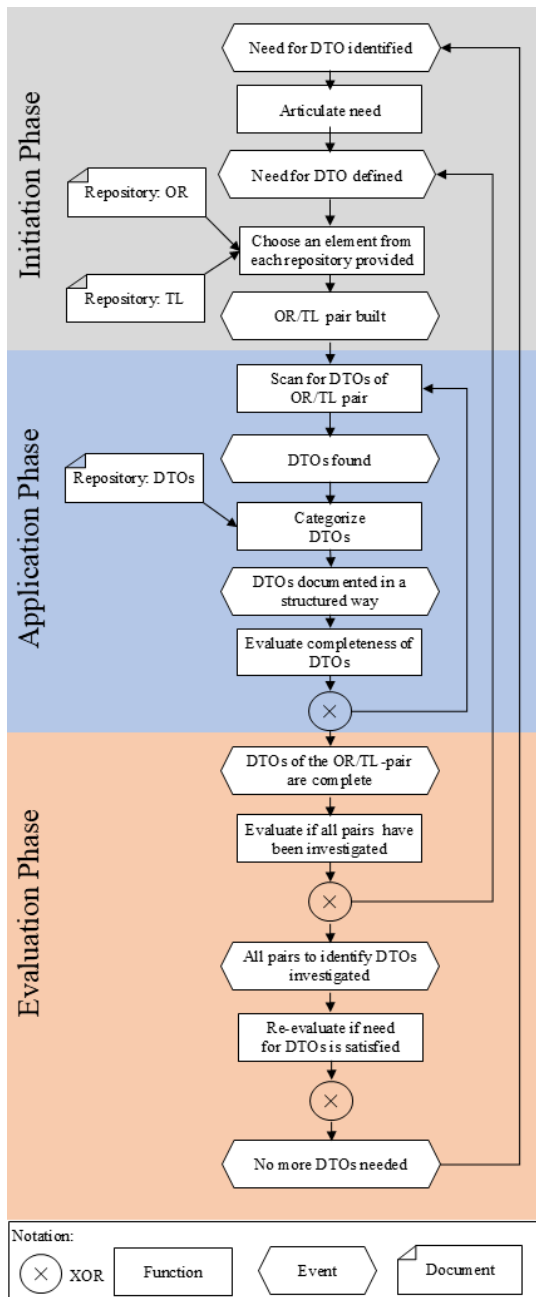 Initiation Phase
Need for DTO identified
Articulate need
Need for DTO defined
Repository: OR
Choose an element from
each repository provided
Repository: TL
OR/TL pair built
Application Phase
Scan for DTOs of
OR/TL pair
DTOs found
Repository: DTOs
Categorize
DTOs
DTOs documented in a
structured way
Evaluate completeness of
DTOs
Evaluation Phase
DTOs of the OR/TL-pair
are complete
Evaluate if all pairs have
been investigated
All pairs to identify DTOs
investigated
Re-evaluate if need
for DTOs is satisfied
No more DTOs needed
Notation:
XOR
Function
Event
Document